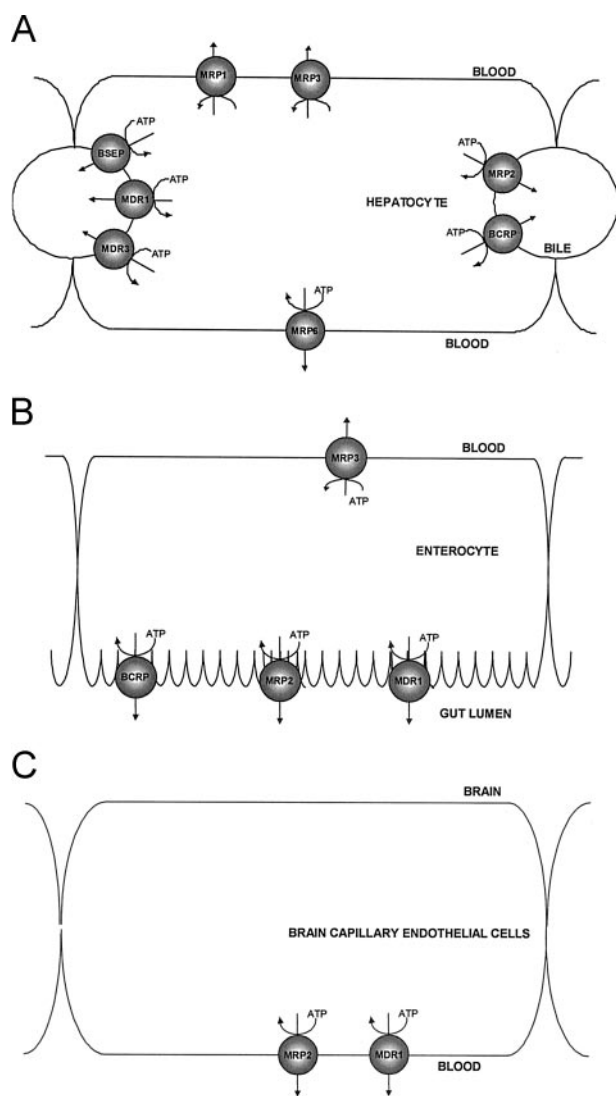 A
MRP1
MRP3
BLOOD
ATP
BSEP
ATP
MRP2
ATP
MDR1
HEPATOCYTE
MDR3
ATP
ATP
BCRP
BILE
ATP
MRP6
BLOOD
B
BLOOD
MRP3
ATP
ENTEROCYTE
ATP
ATP
ATP
BCRP
MRP2
MDR1
GUT LUMEN
C
BRAIN
BRAIN CAPILLARY ENDOTHELIAL CELLS
ATP
ATP
MRP2
MDR1
BLOOD